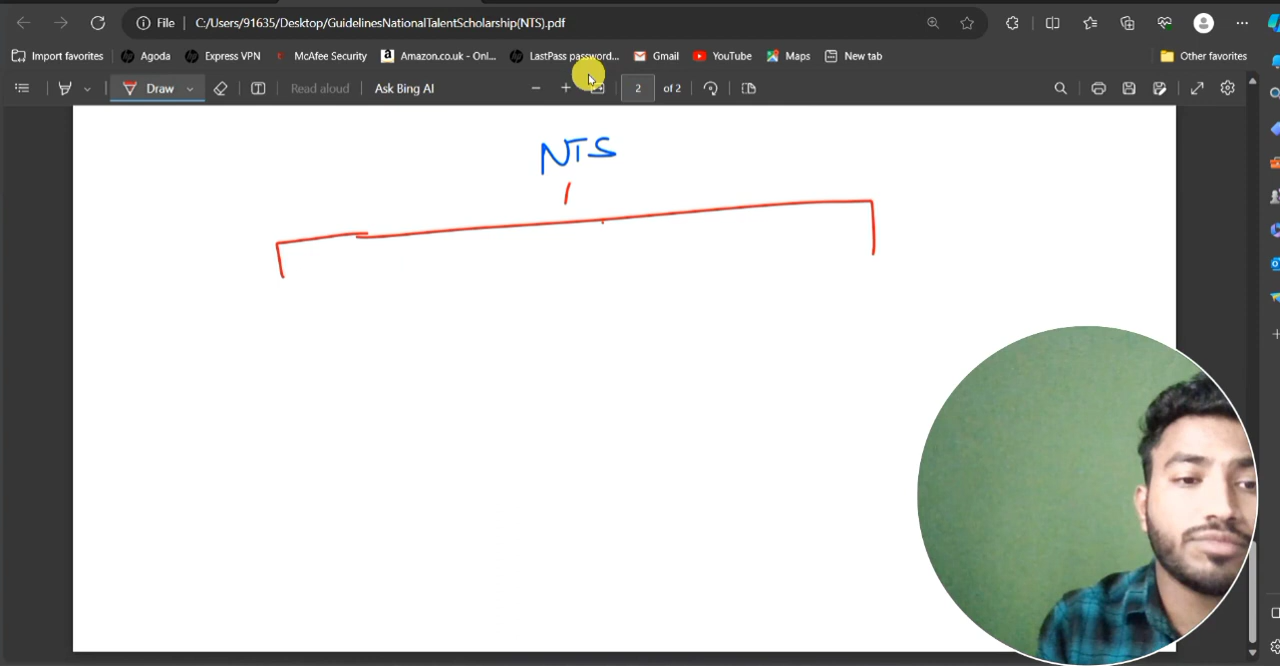 File C:/Users/91635/Desktop/GuidelinesNationalTalentScholarship(NTS).pdf
Import favorites Agoda Express VPN McAfee Security Amazon.co.uk - Onl... LastPass password... Gmail YouTube Maps New tab Other favorites
Draw Read aloud Ask Bing AI 2 of 2
NTS